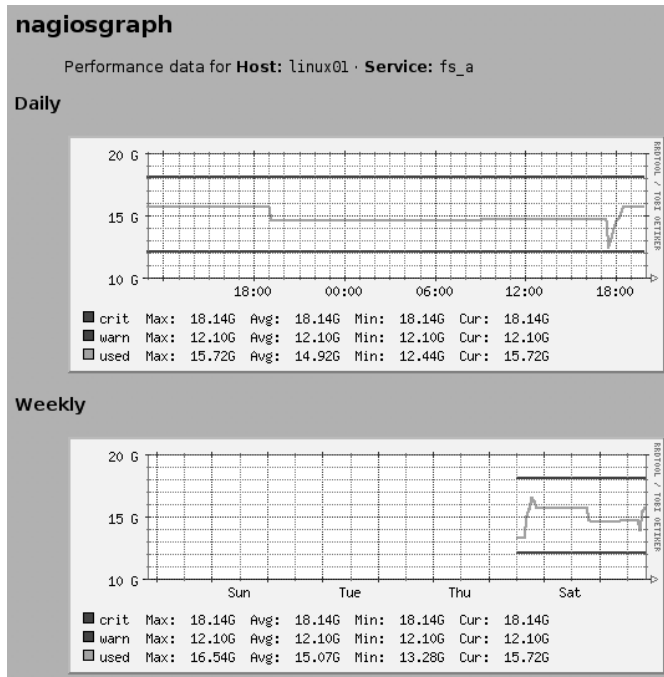 nagiosgraph
Performance data for Host: linux01 · Service: fs_a
Daily
20 G
15 G
10 G
18:00 00:00 06:00 12:00 18:00
RRDTOOL / TOBI OETIKER
crit Max: 18.14G Avg: 18.14G Min: 18.14G Cur: 18.14G
warn Max: 12.10G Avg: 12.10G Min: 12.10G Cur: 12.10G
used Max: 15.72G Avg: 14.92G Min: 12.44G Cur: 15.72G
Weekly
20 G
15 G
10 G
Sun Tue Thu Sat
RRDTOOL / TOBI OETIKER
crit Max: 18.14G Avg: 18.14G Min: 18.14G Cur: 18.14G
warn Max: 12.10G Avg: 12.10G Min: 12.10G Cur: 12.10G
used Max: 16.54G Avg: 15.07G Min: 13.28G Cur: 15.72G